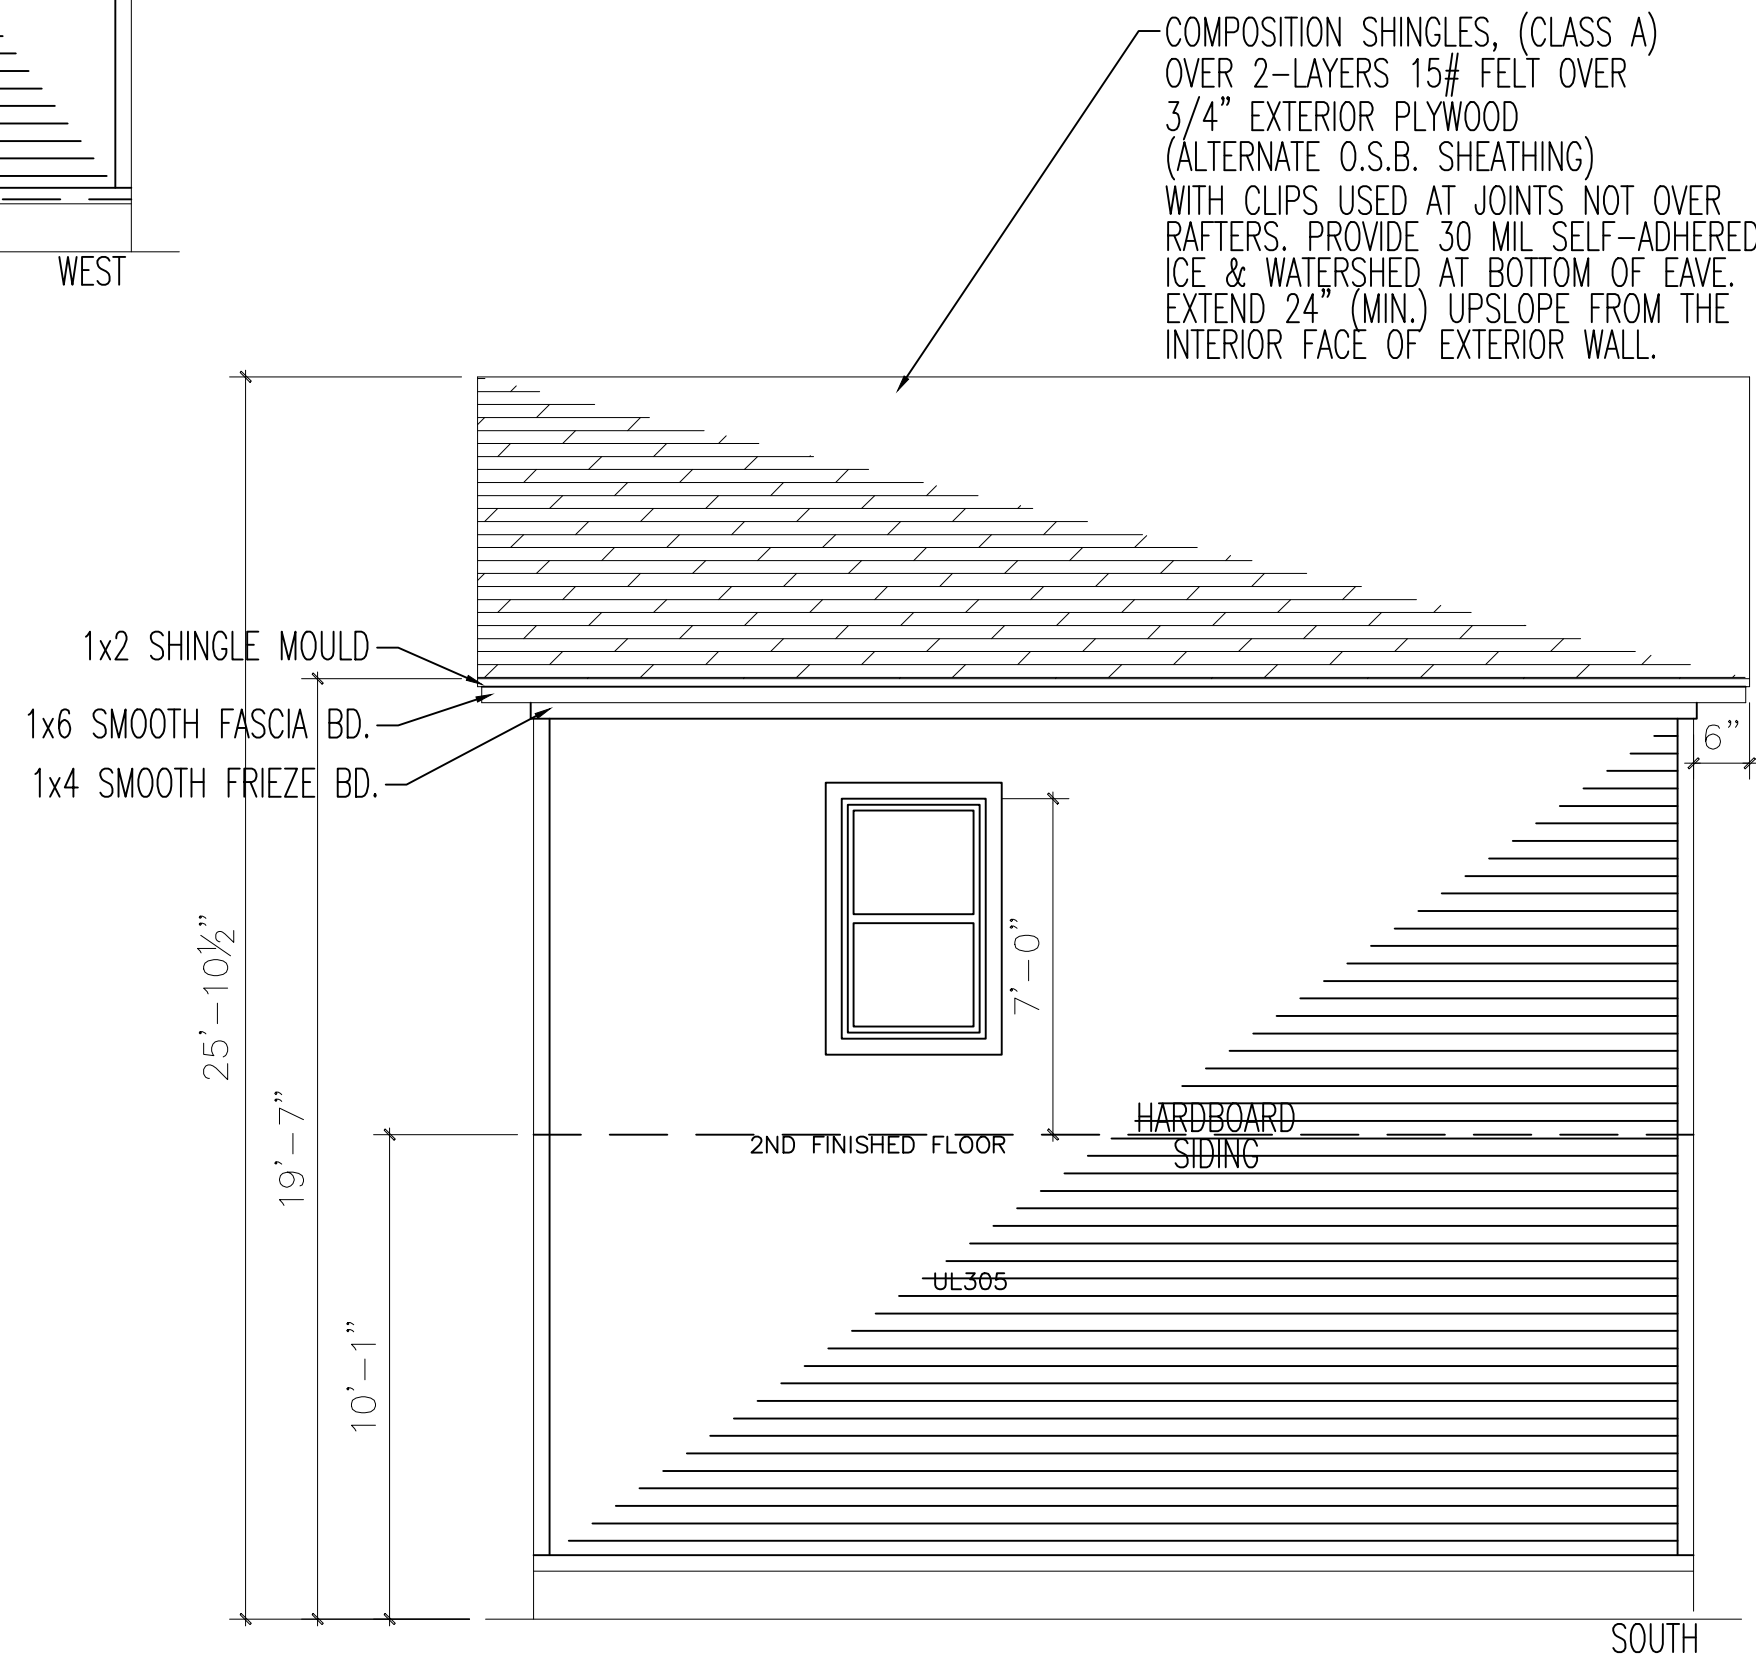 COMPOSITION SHINGLES, (CLASS A)
OVER 2-LAYERS 15# FELT OVER
3/4" EXTERIOR PLYWOOD
(ALTERNATE O.S.B. SHEATHING)
WITH CLIPS USED AT JOINTS NOT OVER
RAFTERS. PROVIDE 30 MIL SELF-ADHERED
ICE & WATERSHED AT BOTTOM OF EAVE.
EXTEND 24" (MIN.) UPSLOPE FROM THE
INTERIOR FACE OF EXTERIOR WALL.
WEST
1x2 SHINGLE MOULD
1x6 SMOOTH FASCIA BD.
1x4 SMOOTH FRIEZE BD.
6"
25'-10½"
7'-0"
19'-7"
HARDBOARD
SIDING
2ND FINISHED FLOOR
UL305
10'-1"
SOUTH